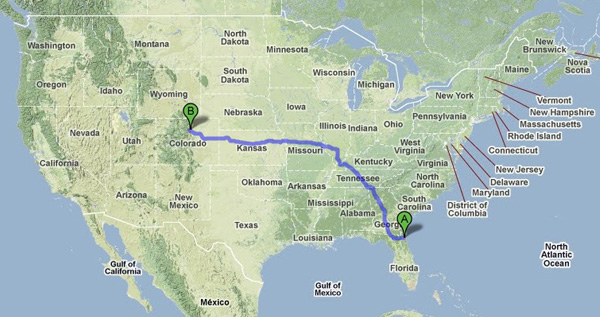 Washington
Montana
North
Dakota
Minnesota
New
Brunswick
Maine
Nova
Scotia
Oregon
Idaho
Wyoming
South
Dakota
Wisconsin
Michigan
New York
Vermont
New Hampshire
Massachusetts
Rhode Island
Connecticut
B
Nebraska
Iowa
Illinois
Indiana
Ohio
Pennsylvania
Nevada
Utah
Colorado
Kansas
Missouri
West
Virginia
Virginia
Kentucky
New Jersey
Delaware
Maryland
District of
Columbia
California
Arizona
New
Mexico
Oklahoma
Arkansas
Tennessee
North
Carolina
South
Carolina
Mississippi
Alabama
Georgia
A
Texas
Louisiana
Florida
Gulf of
California
México
Gulf of
Mexico
North
Atlantic
Ocean